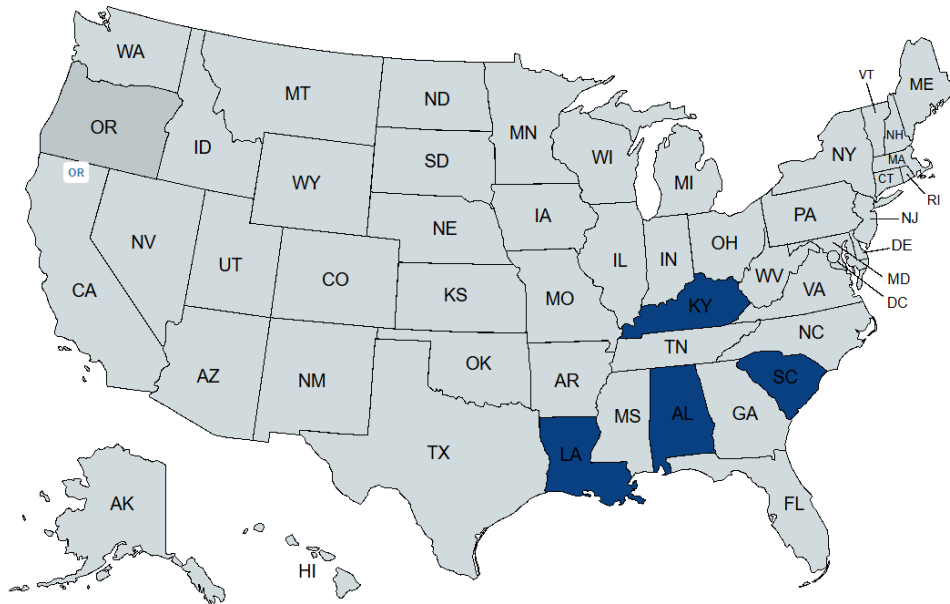 WA
MT
ND
MN
VT
ME
OR
OR
ID
SD
WI
NY
NH
MA
WY
MI
CT
RI
IA
PA
NJ
NE
NV
UT
IL
IN
OH
DE
CO
WV
MD
CA
KS
MO
KY
VA
DC
NC
TN
AZ
NM
OK
AR
SC
MS
AL
GA
TX
LA
AK
FL
HI